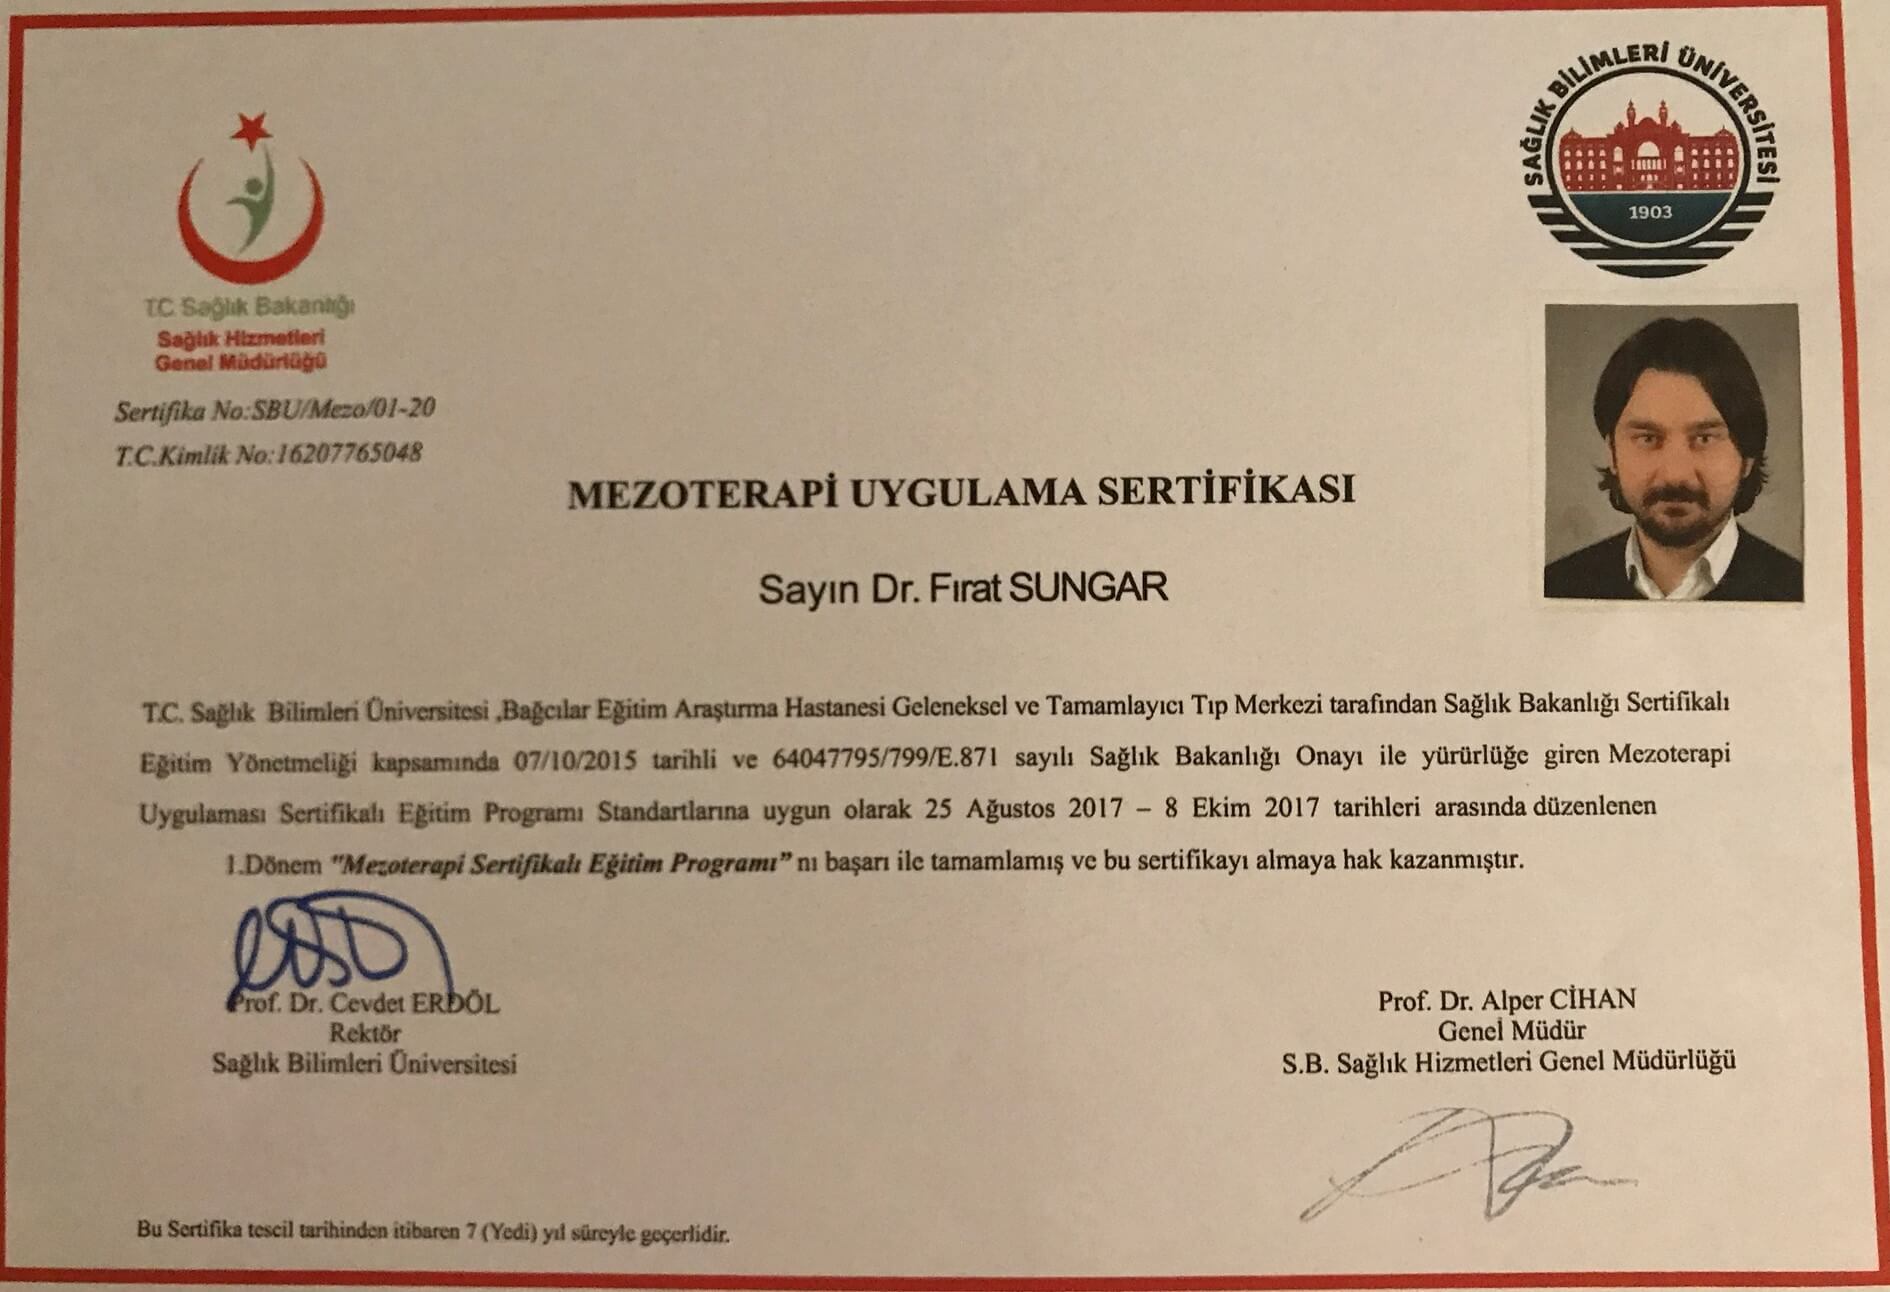 SAĞLIK BİLİMLERİ ÜNİVERSİTESİ
1903
T.C. Sağlık Bakanlığı
Sağlık Hizmetleri
Genel Müdürlüğü
Sertifika No:SBU/Mezo/01-20
T.C.Kimlik No:16207765048
MEZOTERAPİ UYGULAMA SERTİFİKASI
Sayın Dr. Fırat SUNGAR
T.C. Sağlık Bilimleri Üniversitesi ,Bağcılar Eğitim Araştırma Hastanesi Geleneksel ve Tamamlayıcı Tıp Merkezi tarafından Sağlık Bakanlığı Sertifikalı
Eğitim Yönetmeliği kapsamında 07/10/2015 tarihli ve 64047795/799/E.871 sayılı Sağlık Bakanlığı Onayı ile yürürlüğe giren Mezoterapi
Uygulaması Sertifikalı Eğitim Programı Standartlarına uygun olarak 25 Ağustos 2017 – 8 Ekim 2017 tarihleri arasında düzenlenen
1.Dönem "Mezoterapi Sertifikalı Eğitim Programı” nı başarı ile tamamlamış ve bu sertifikayı almaya hak kazanmıştır.
Prof. Dr. Cevdet ERDÖL
Rektör
Sağlık Bilimleri Üniversitesi
Prof. Dr. Alper CİHAN
Genel Müdür
S.B. Sağlık Hizmetleri Genel Müdürlüğü
Bu Sertifika tescil tarihinden itibaren 7 (Yedi) yıl süreyle geçerlidir.